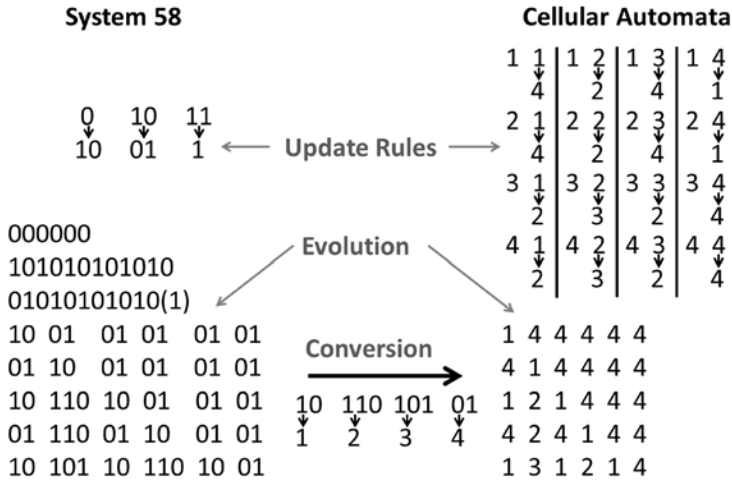 System 58
0 10 11
10 01 1
000000
101010101010
01010101010(1)
10 01 01 01 01 01
01 10 01 01 01 01
10 110 10 01 01 01
01 110 01 10 01 01
10 101 10 110 10 01
Update Rules
Evolution
Conversion
10 110 101 01
1 2 3 4
Cellular Automata
1 1 1 2 1 3 1 4
4 2 4 1
2 1 2 2 2 3 2 4
4 2 4 1
3 1 3 2 3 3 3 4
2 3 2 4
4 1 4 2 4 3 4 4
2 3 2 4
1 4 4 4 4 4
4 1 4 4 4 4
1 2 1 4 4 4
4 2 4 1 4 4
1 3 1 2 1 4